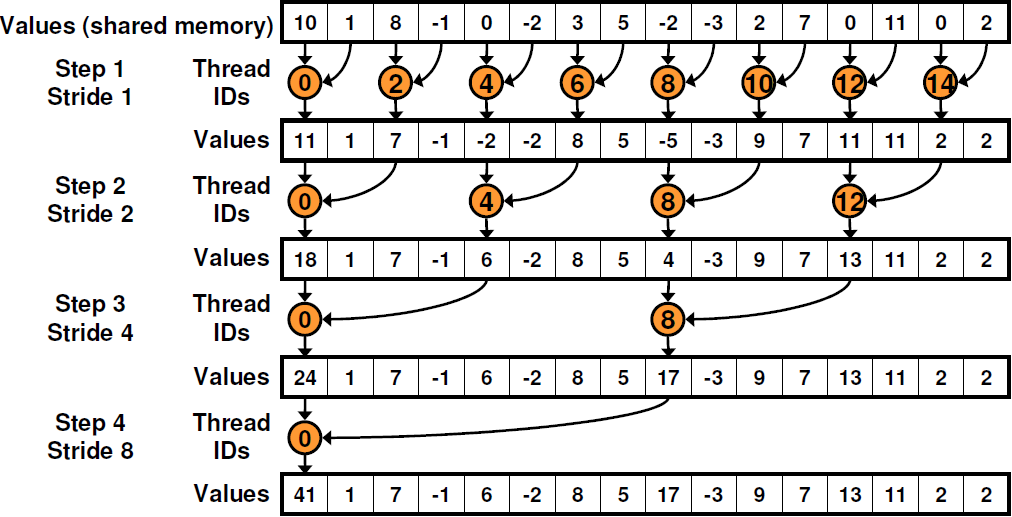 Values (shared memory) 10 1 8 -1 0 -2 3 5 -2 -3 2 7 0 11 0 2
Step 1 Thread 0 2 4 6 8 10 12 14
Stride 1 IDs
Values 11 1 7 -1 -2 -2 8 5 -5 -3 9 7 11 11 2 2
Step 2 Thread 0 4 8 12
Stride 2 IDs
Values 18 1 7 -1 6 -2 8 5 4 -3 9 7 13 11 2 2
Step 3 Thread 0 8
Stride 4 IDs
Values 24 1 7 -1 6 -2 8 5 17 -3 9 7 13 11 2 2
Step 4 Thread 0
Stride 8 IDs
Values 41 1 7 -1 6 -2 8 5 17 -3 9 7 13 11 2 2